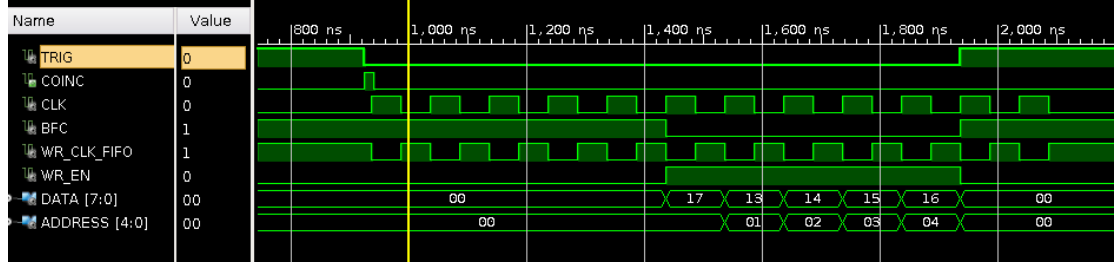 Name Value
800 ns 1,000 ns 1,200 ns 1,400 ns 1,600 ns 1,800 ns 2,000 ns
TRIG 0
COINC 0
CLK 0
BFC 1
WR_CLK_FIFO 1
WR_EN 0
DATA [7:0] 00 00 17 13 14 15 16 00
ADDRESS [4:0] 00 00 01 02 03 04 00